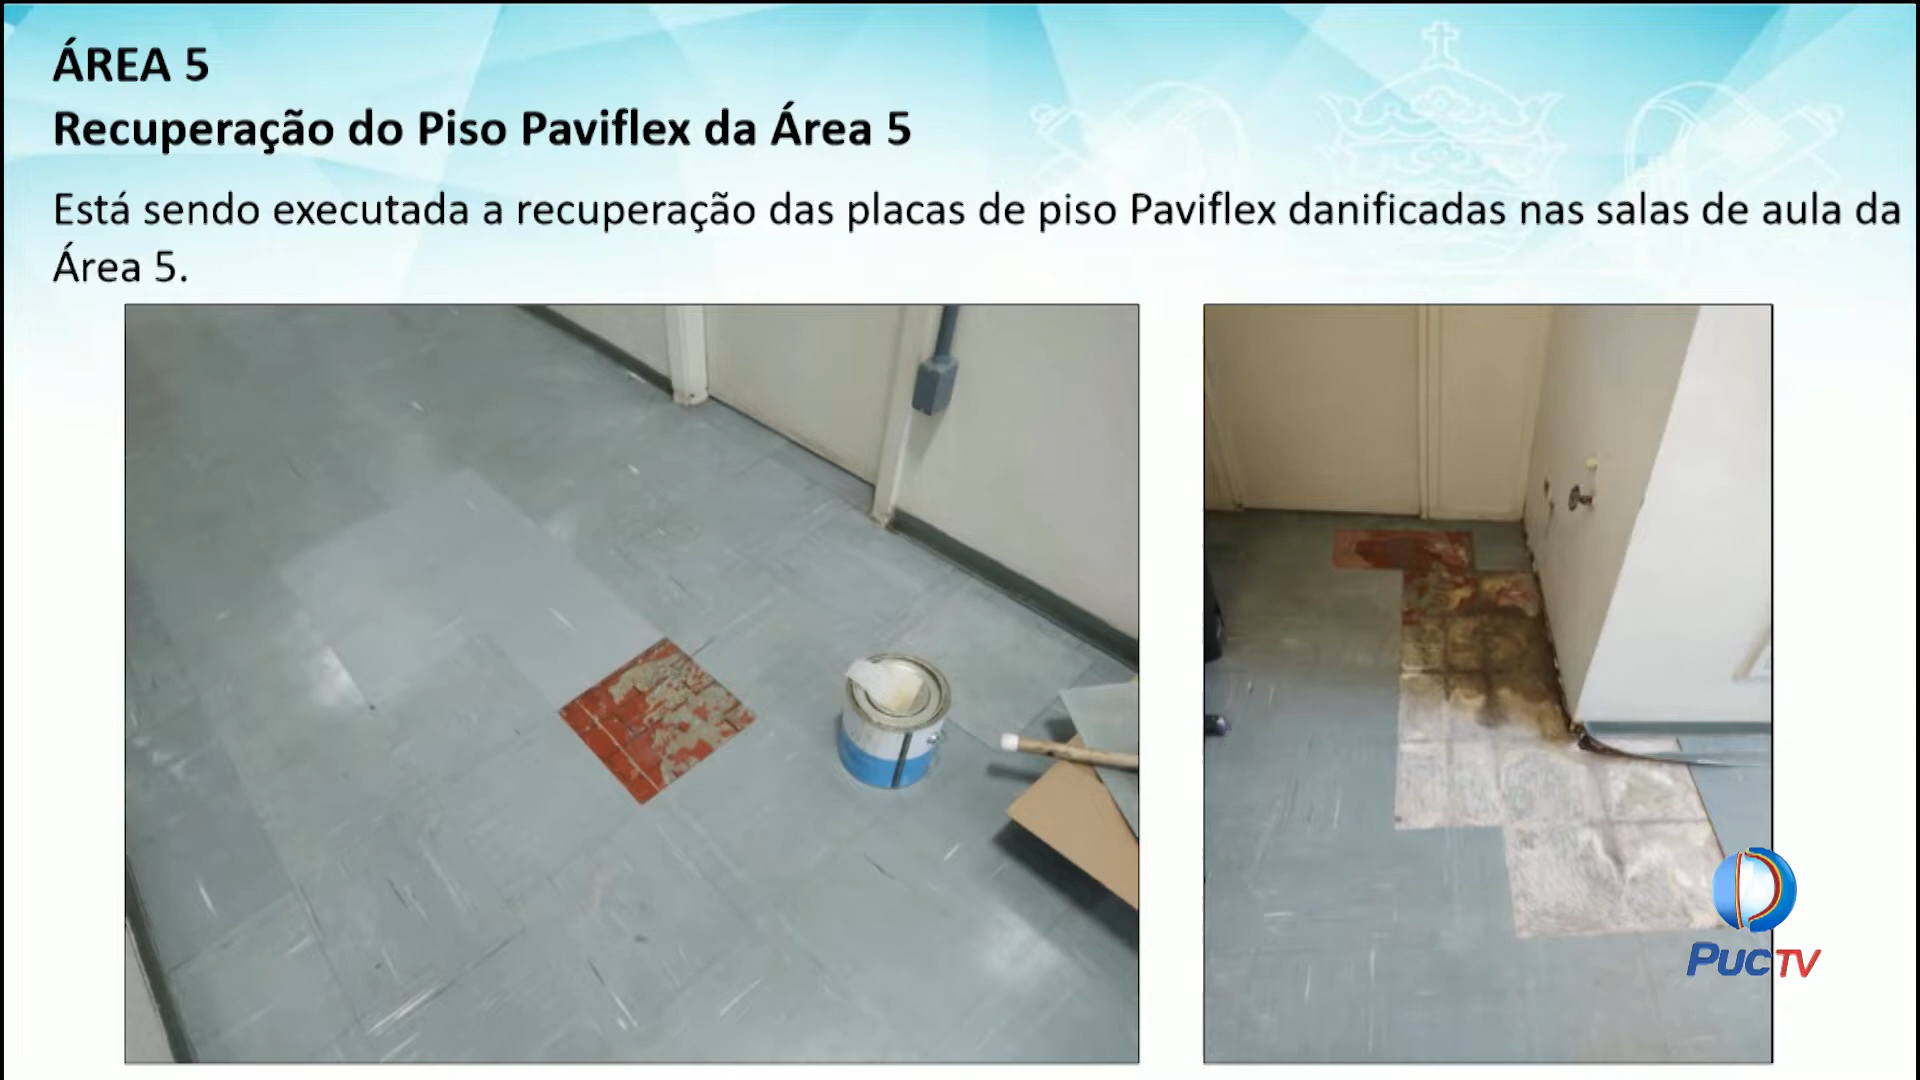 ÁREA 5
Recuperação do Piso Paviflex da Área 5
Está sendo executada a recuperação das placas de piso Paviflex danificadas nas salas de aula da
Área 5.
PUCTV